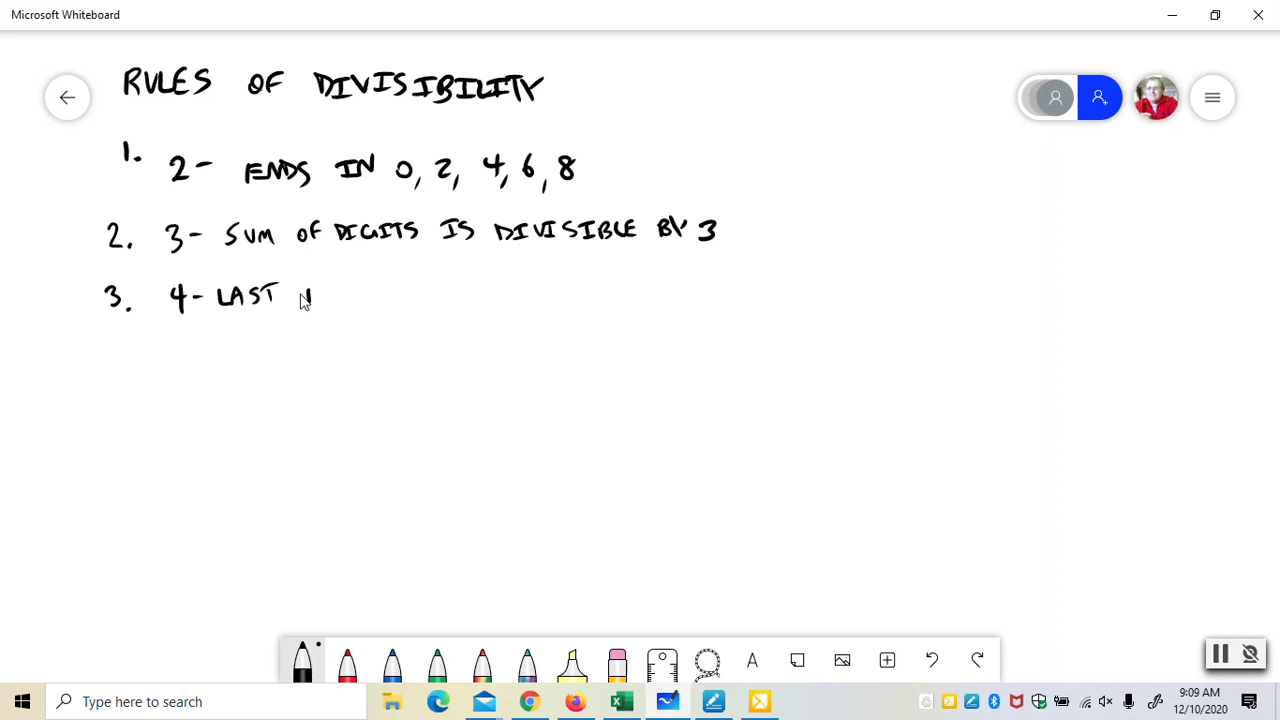 Microsoft Whiteboard
RULES OF DIVISIBILITY
1. 2- ENDS IN 0, 2, 4, 6, 8
2. 3- SUM OF DIGITS IS DIVISIBLE BY 3
3. 4- LAST
A
Type here to search
9:09 AM
12/10/2020